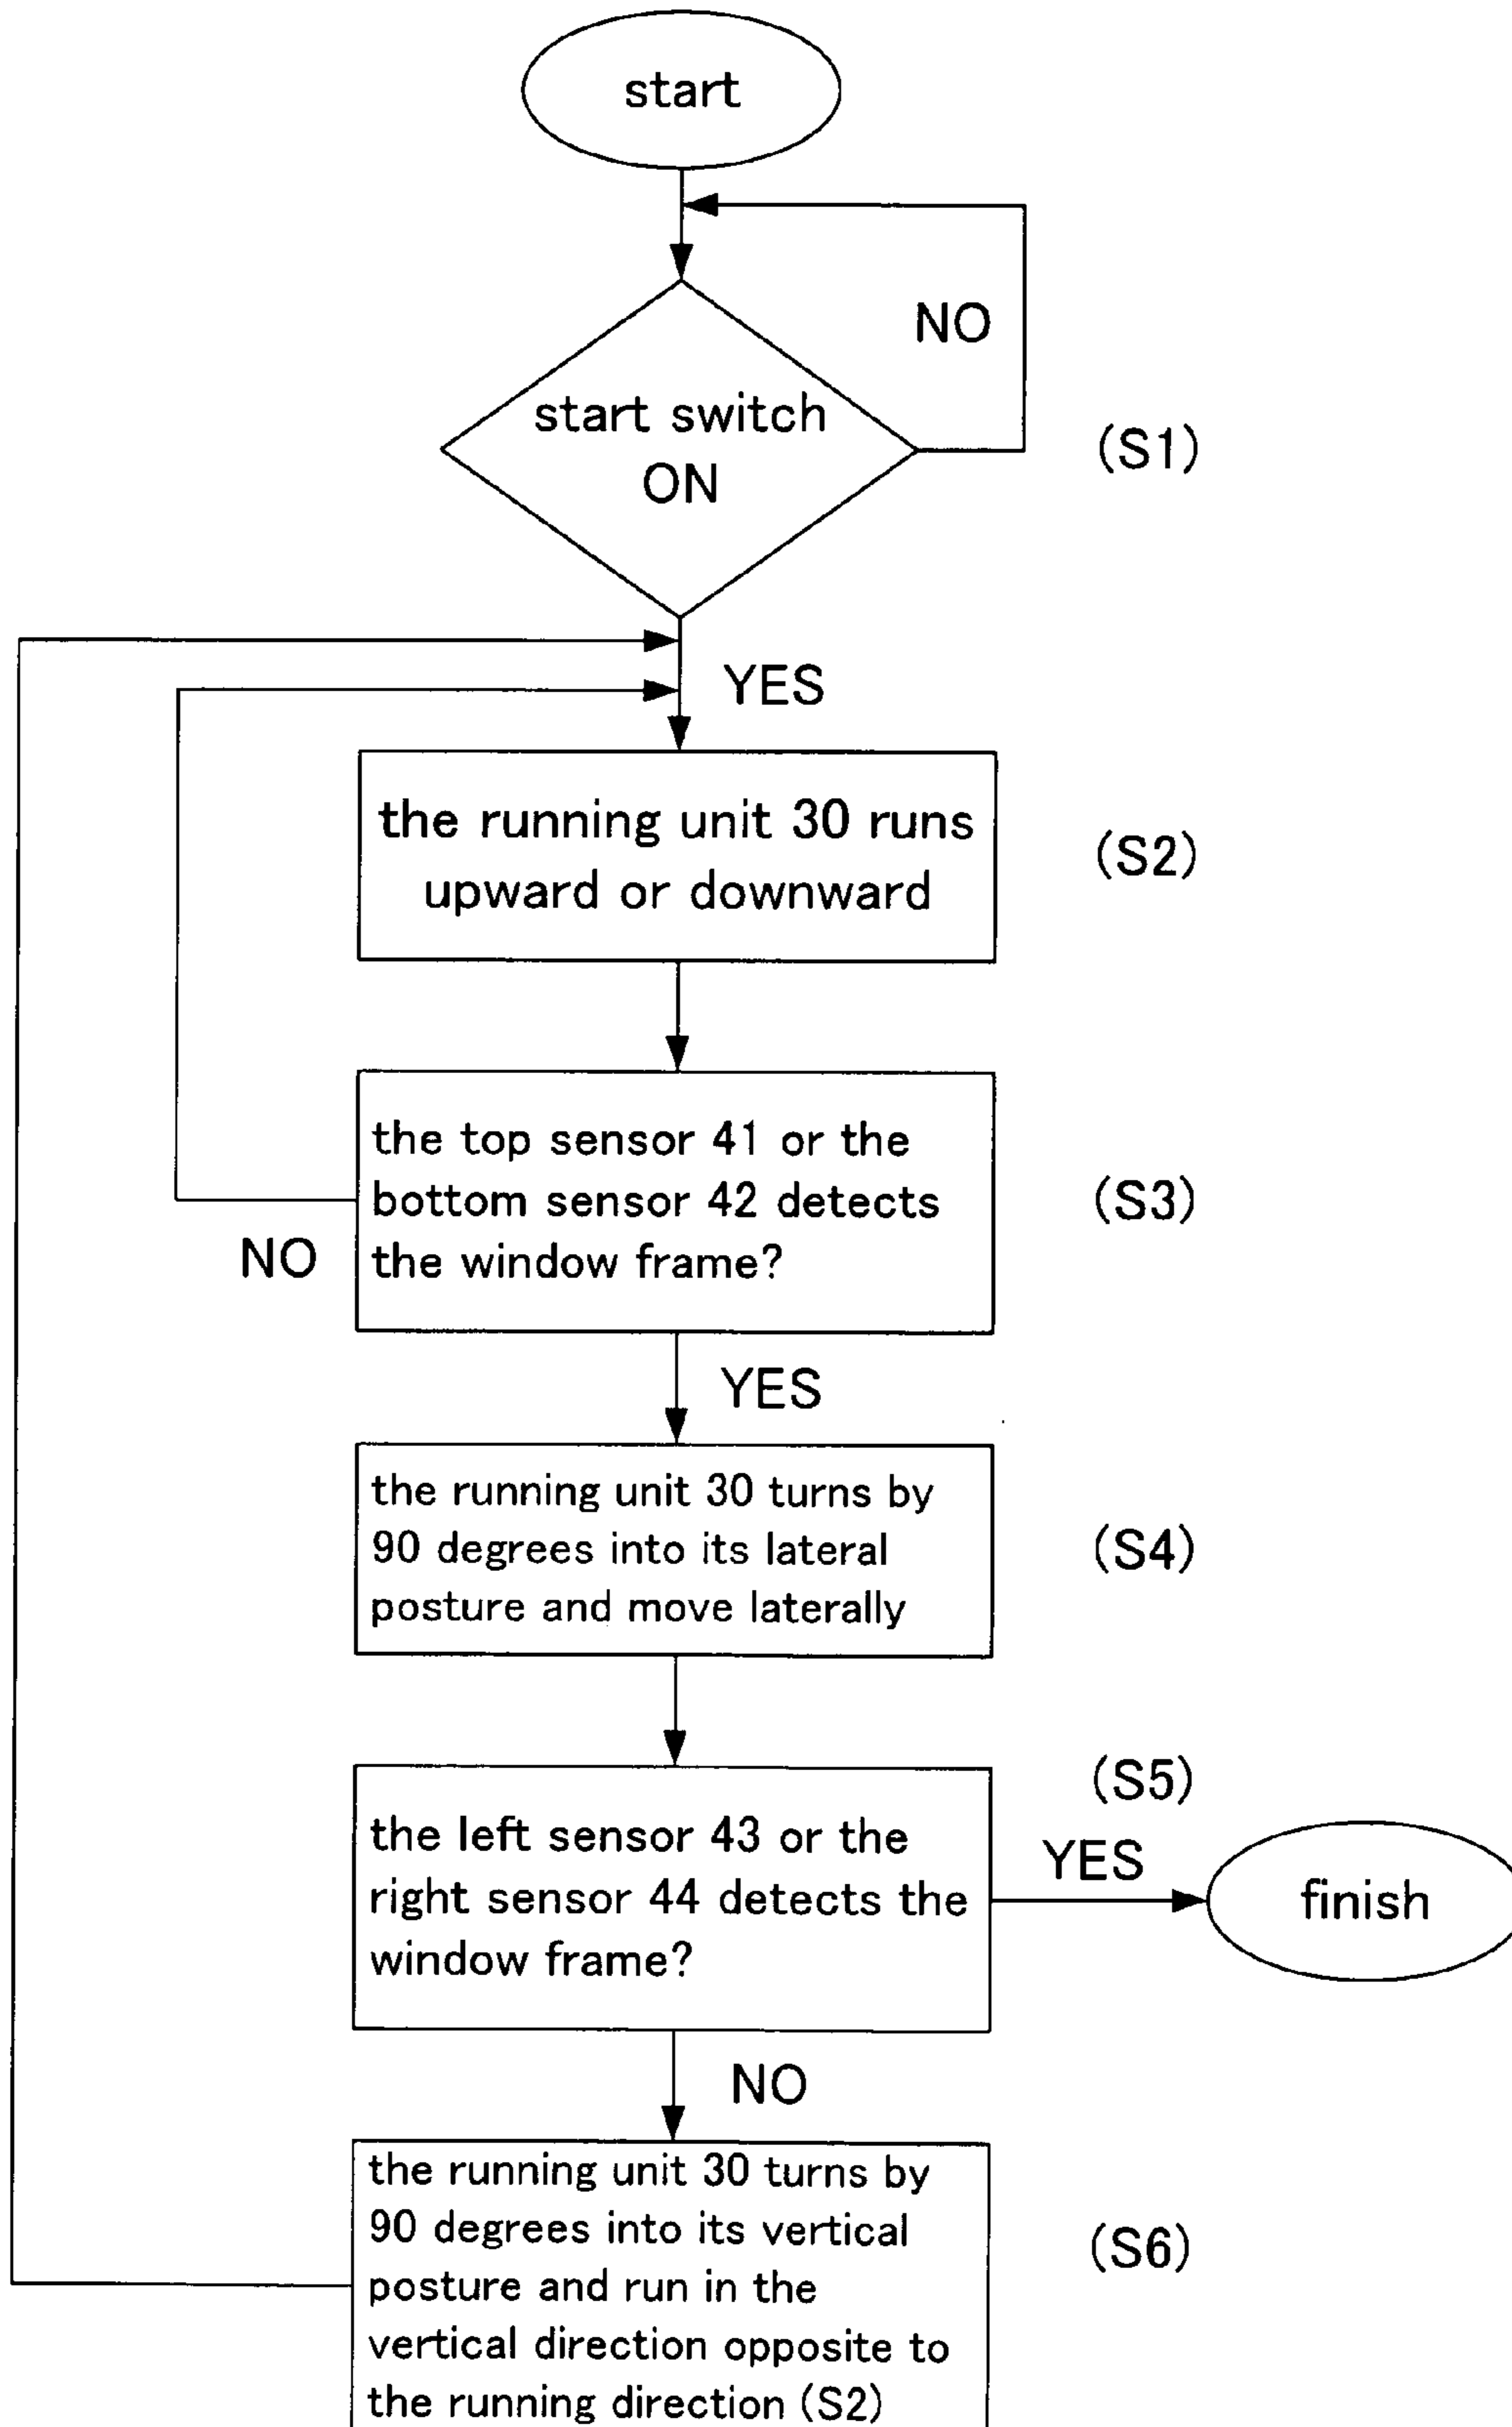 start
NO
start switch
ON
(S1)
YES
the running unit 30 runs
upward or downward
(S2)
the top sensor 41 or the
bottom sensor 42 detects
the window frame?
(S3)
NO
YES
the running unit 30 turns by
90 degrees into its lateral
posture and move laterally
(S4)
(S5)
the left sensor 43 or the
right sensor 44 detects the
window frame?
YES
finish
NO
the running unit 30 turns by
90 degrees into its vertical
posture and run in the
vertical direction opposite to
the running direction (S2)
(S6)